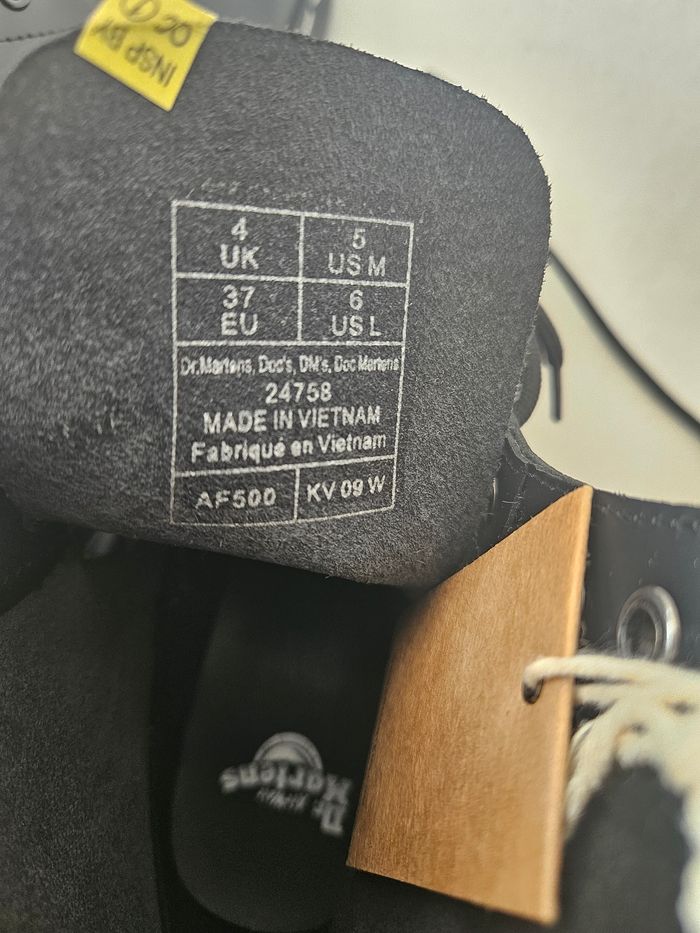 INSP BY
QC
4
UK
5
US M
37
EU
6
US L
Dr.Martens, Doc's, DM's, Doc Martens
24758
MADE IN VIETNAM
Fabriqué en Vietnam
AF500
KV 09 W
Dr.
Martens